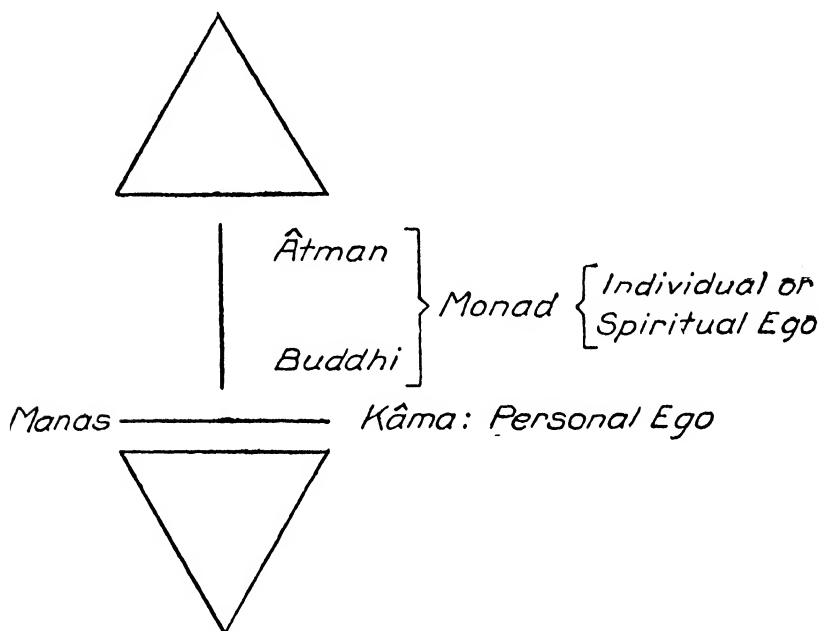 Âtman
Buddhi
Monad
Individual or
Spiritual Ego
Manas
Kâma: Personal Ego